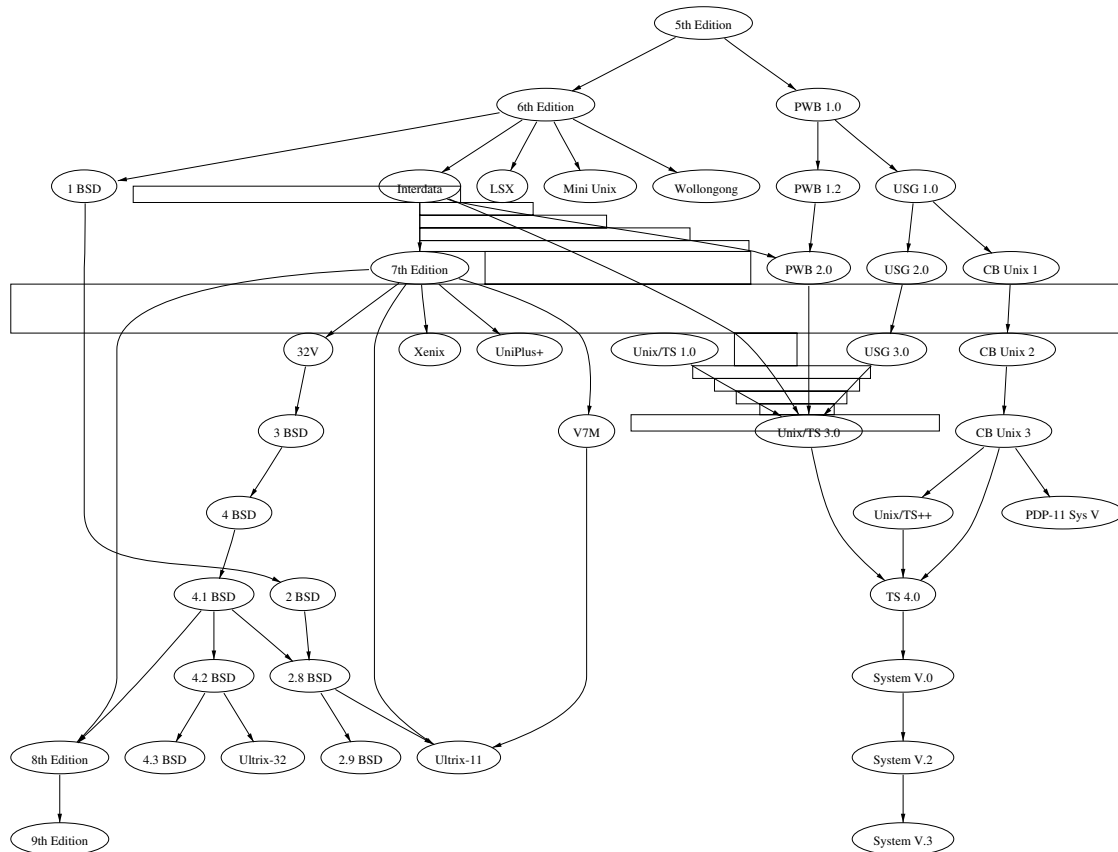 5th Edition
6th Edition
PWB 1.0
1 BSD
Interdata
LSX
Mini Unix
Wollongong
PWB 1.2
USG 1.0
7th Edition
PWB 2.0
USG 2.0
CB Unix 1
32V
Xenix
UniPlus+
Unix/TS 1.0
USG 3.0
CB Unix 2
3 BSD
V7M
Unix/TS 3.0
CB Unix 3
4 BSD
Unix/TS++
PDP-11 Sys V
4.1 BSD
2 BSD
TS 4.0
4.2 BSD
2.8 BSD
System V.0
8th Edition
4.3 BSD
Ultrix-32
2.9 BSD
Ultrix-11
System V.2
9th Edition
System V.3